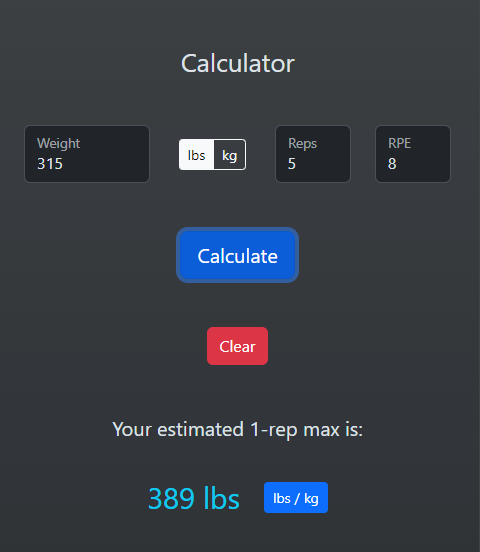 Calculator
Weight
315
lbs kg
Reps
5
RPE
8
Calculate
Clear
Your estimated 1-rep max is:
389 lbs
lbs / kg